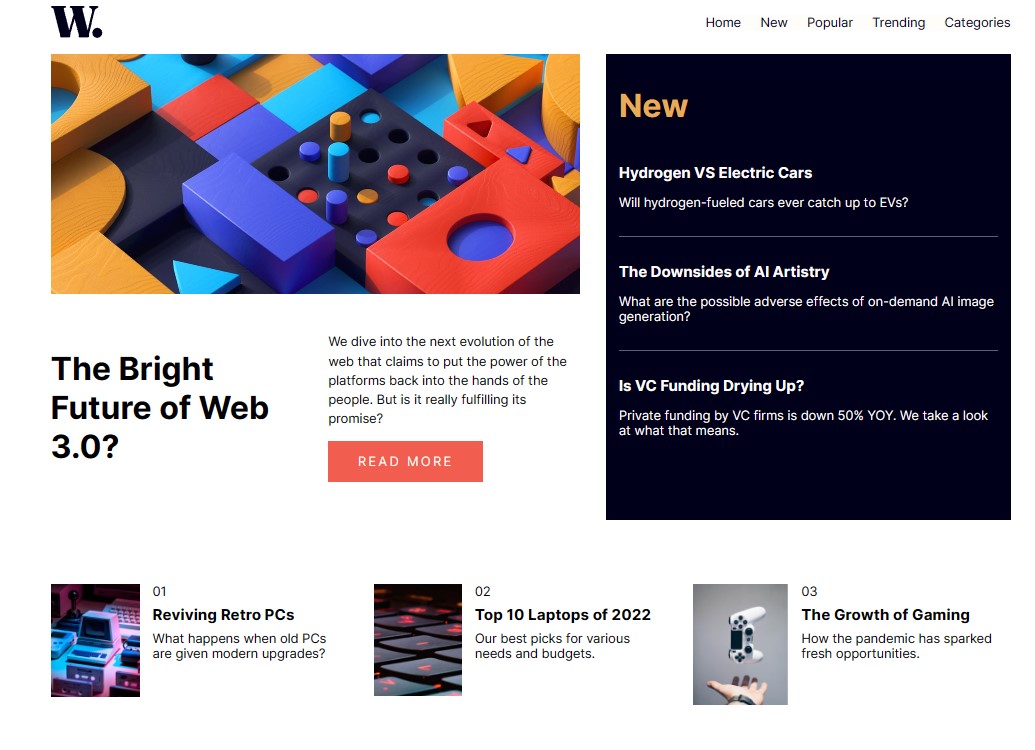 W.
Home New Popular Trending Categories
The Bright
Future of Web
3.0?
We dive into the next evolution of the
web that claims to put the power of the
platforms back into the hands of the
people. But is it really fulfilling its
promise?
READ MORE
New
Hydrogen VS Electric Cars
Will hydrogen-fueled cars ever catch up to EVs?
The Downsides of AI Artistry
What are the possible adverse effects of on-demand AI image
generation?
Is VC Funding Drying Up?
Private funding by VC firms is down 50% YOY. We take a look
at what that means.
01
Reviving Retro PCs
What happens when old PCs
are given modern upgrades?
02
Top 10 Laptops of 2022
Our best picks for various
needs and budgets.
03
The Growth of Gaming
How the pandemic has sparked
fresh opportunities.